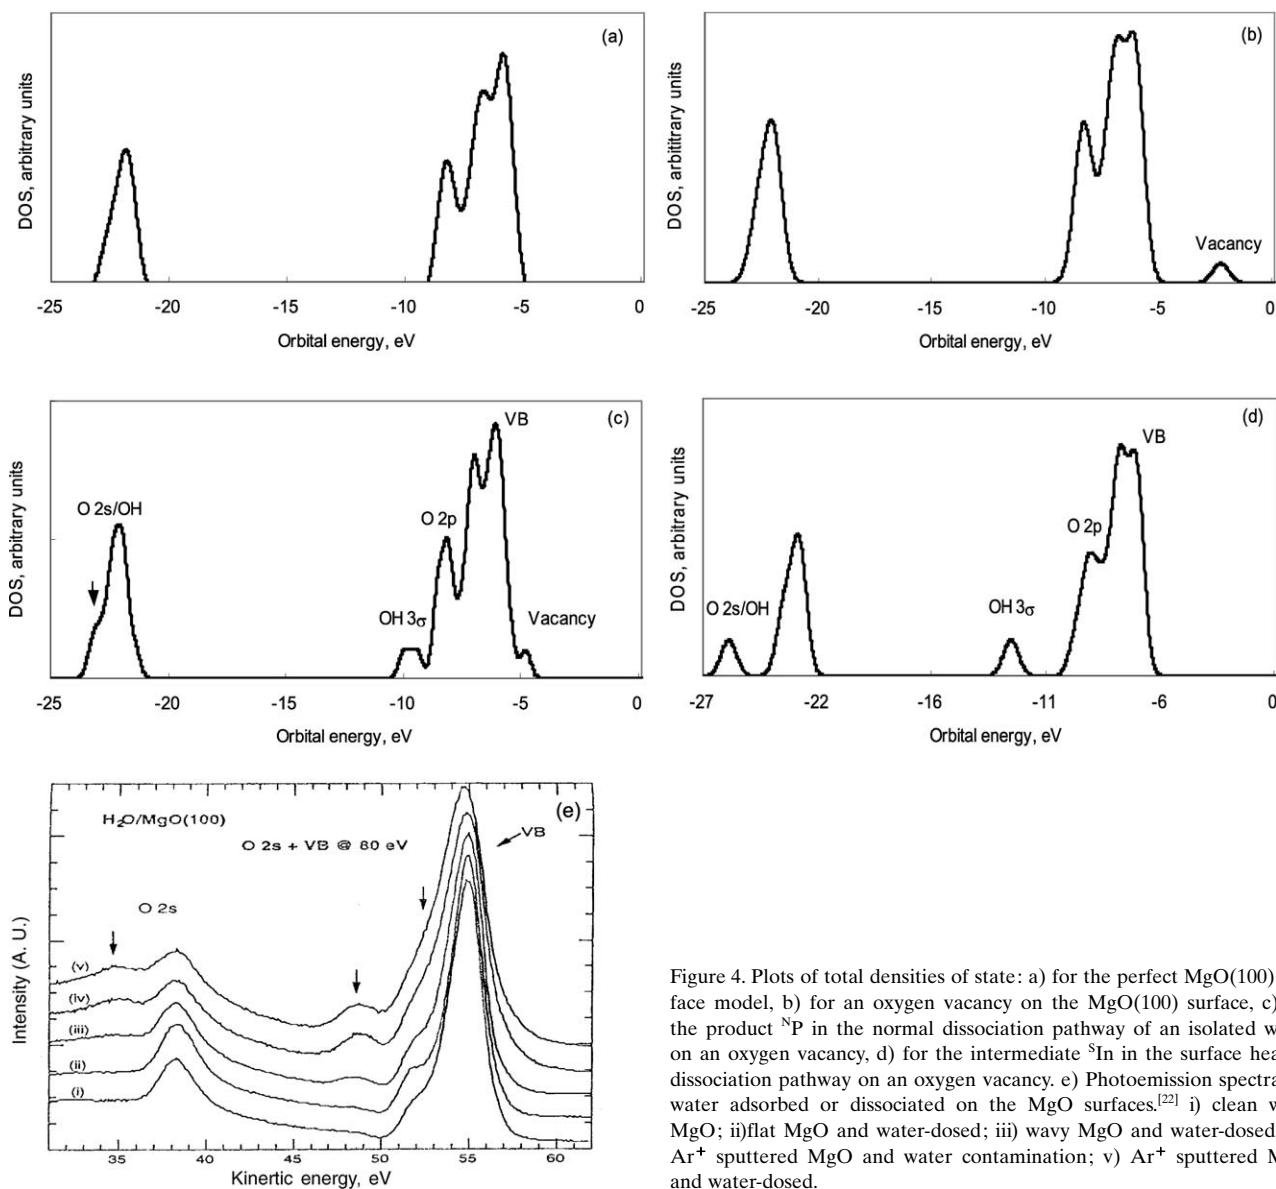 (a)
DOS, arbitrary units
-25
-20
-15
-10
-5
0
Orbital energy, eV
(b)
DOS, arbititrary units
Vacancy
-25
-20
-15
-10
-5
0
Orbital energy, eV
(c)
VB
O 2s/OH
O 2p
OH 3σ
Vacancy
DOS, arbitrary units
-25
-20
-15
-10
-5
0
Orbital energy, eV
(d)
VB
O 2p
O 2s/OH
OH 3σ
DOS, arbitrary units
-27
-22
-16
-11
-6
0
Orbital energy, eV
(e)
H2O/MgO(100)
VB
O 2s + VB @ 80 eV
O 2s
(v)
(iv)
(iii)
(ii)
(i)
Intensity (A. U.)
35
40
45
50
55
60
Kinertic energy, eV
Figure 4. Plots of total densities of state: a) for the perfect MgO(100)
face model, b) for an oxygen vacancy on the MgO(100) surface, c)
the product NP in the normal dissociation pathway of an isolated w
on an oxygen vacancy, d) for the intermediate SIn in the surface hea
dissociation pathway on an oxygen vacancy. e) Photoemission spectra
water adsorbed or dissociated on the MgO surfaces.[22] i) clean w
MgO; ii)flat MgO and water-dosed; iii) wavy MgO and water-dosed
Ar+ sputtered MgO and water contamination; v) Ar+ sputtered M
and water-dosed.